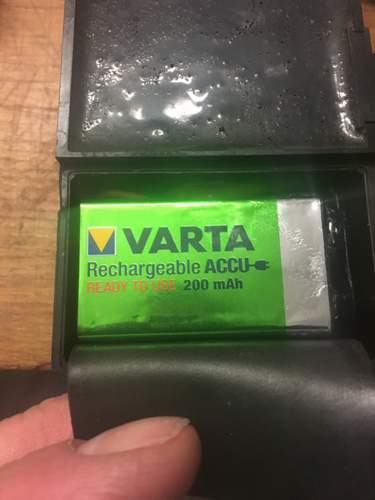 VARTA
Rechargeable ACCU
READY TO USE 200 mAh